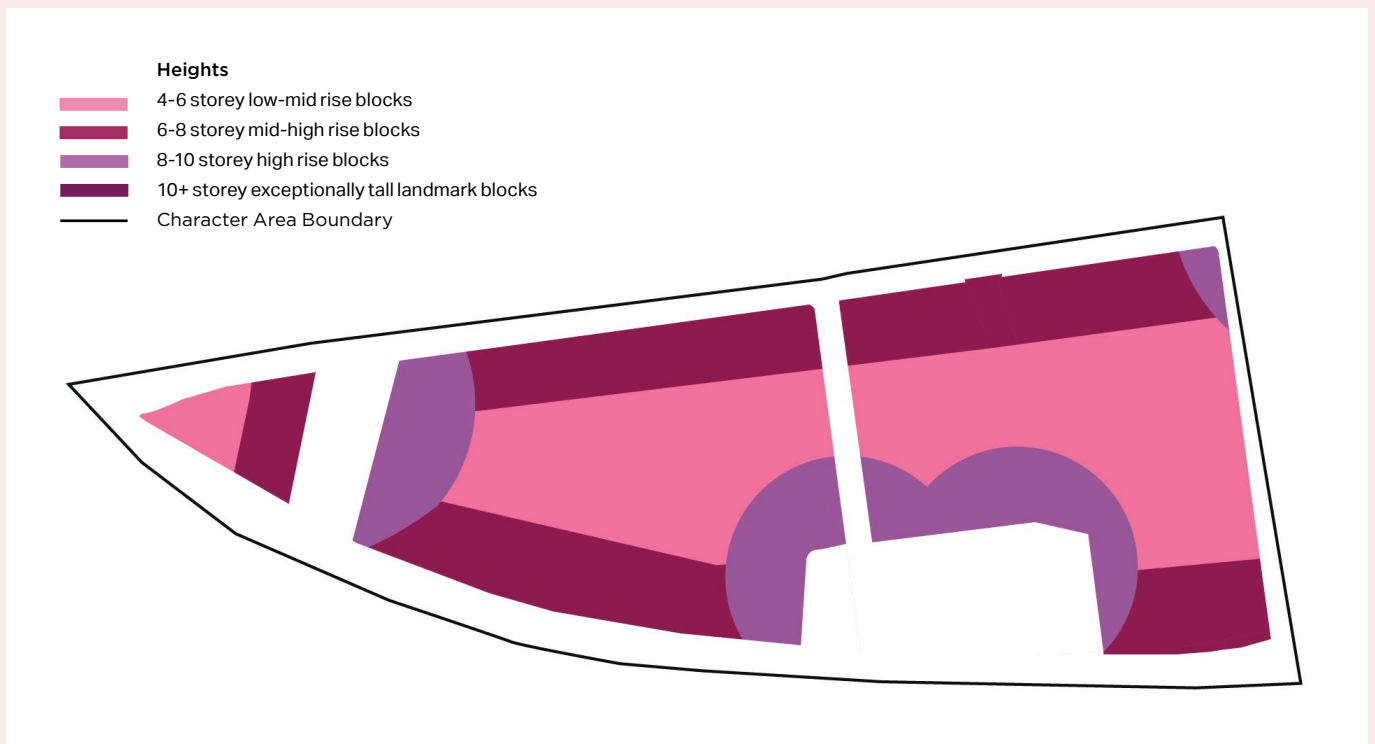 Heights
4-6 storey low-mid rise blocks
6-8 storey mid-high rise blocks
8-10 storey high rise blocks
10+ storey exceptionally tall landmark blocks
Character Area Boundary